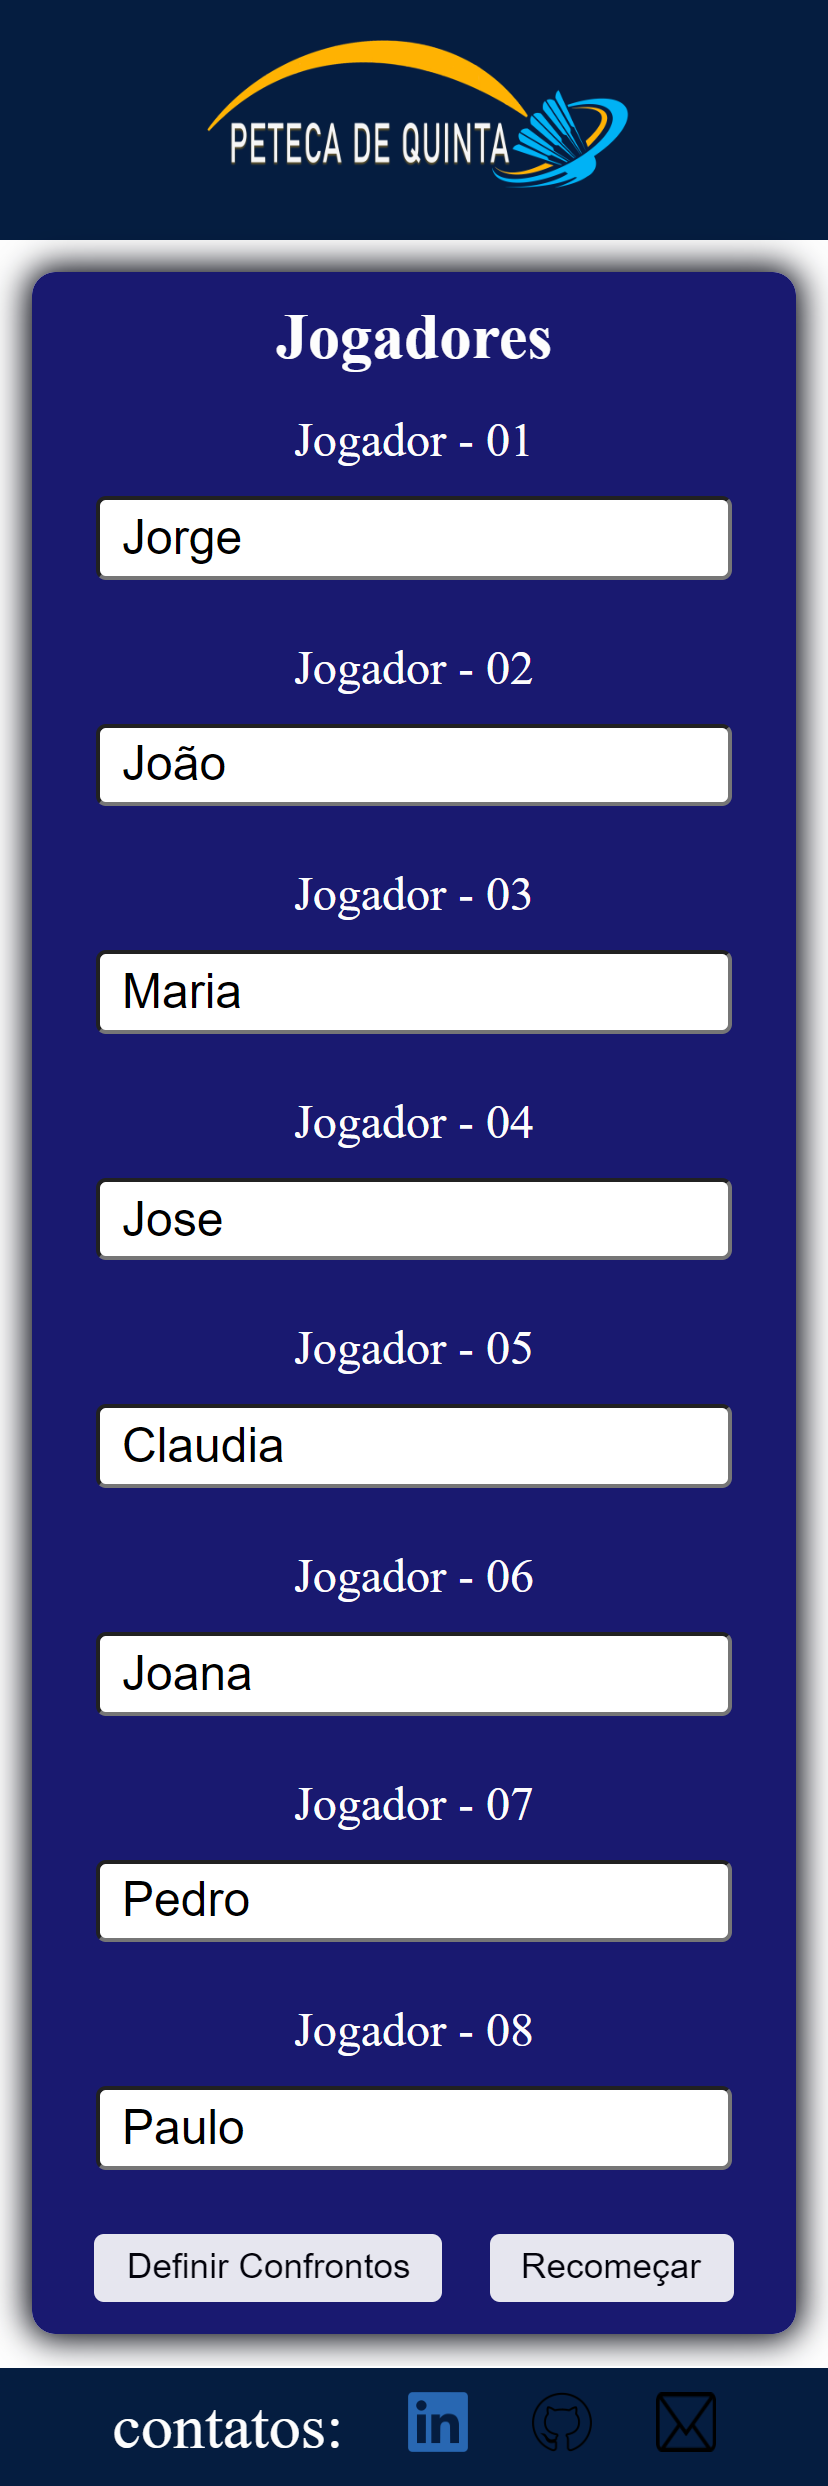 PETECA DE QUINTA
Jogadores
Jogador - 01
Jorge
Jogador - 02
João
Jogador - 03
Maria
Jogador - 04
Jose
Jogador - 05
Claudia
Jogador - 06
Joana
Jogador - 07
Pedro
Jogador - 08
Paulo
Definir Confrontos Recomeçar
contatos: in